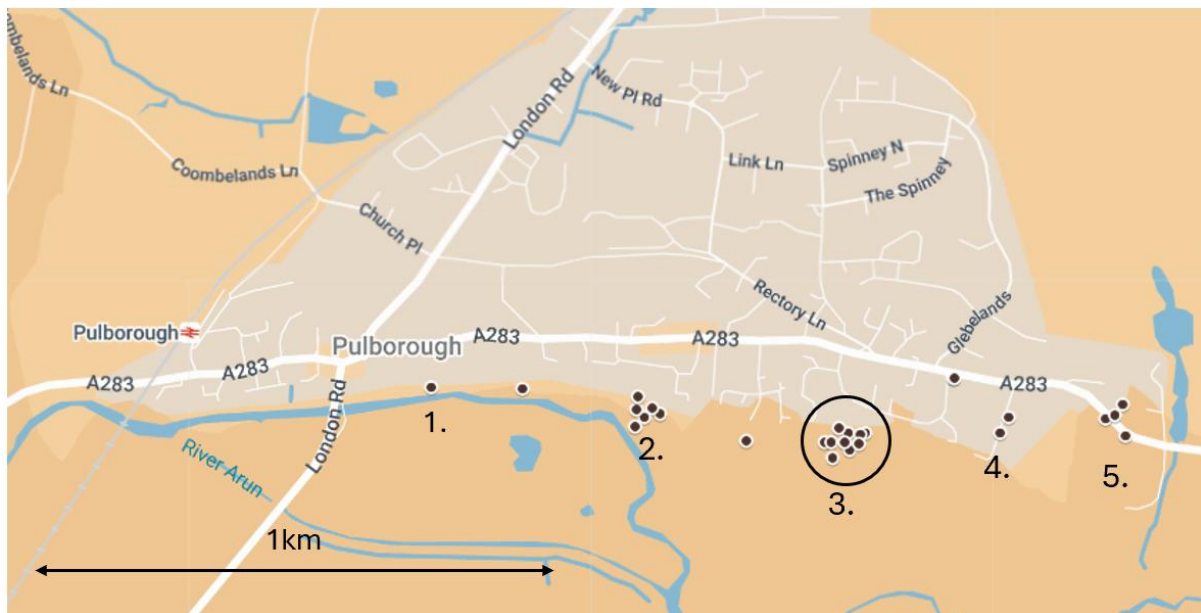 Coombelands Ln
London Rd
New Pl Rd
Link Ln
Spinney N
The Spinney
Coombelands Ln
Church Pl
Rectory Ln
Glebelands
Pulborough
Pulborough
A283
A283
A283
A283
A283
1.
2.
3.
4.
5.
London Rd
River Arun
1km